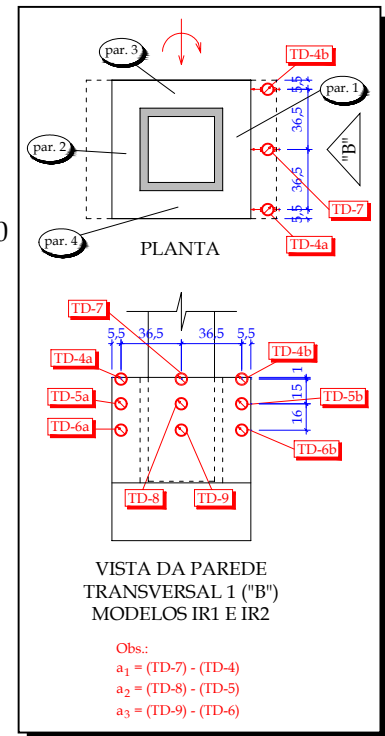 par. 3
TD-4b
par. 1
5,5
36,5
"B"
par. 2
36,5
TD-7
0
par. 4
5,5
TD-4a
PLANTA
TD-7
5,5 36,5 36,5 5,5
TD-4a
TD-4b
1
TD-5a
15
TD-5b
TD-6a
16
TD-6b
TD-8
TD-9
VISTA DA PAREDE
TRANSVERSAL 1 ("B")
MODELOS IR1 E IR2
Obs.:
a1 = (TD-7) - (TD-4)
a2 = (TD-8) - (TD-5)
a3 = (TD-9) - (TD-6)